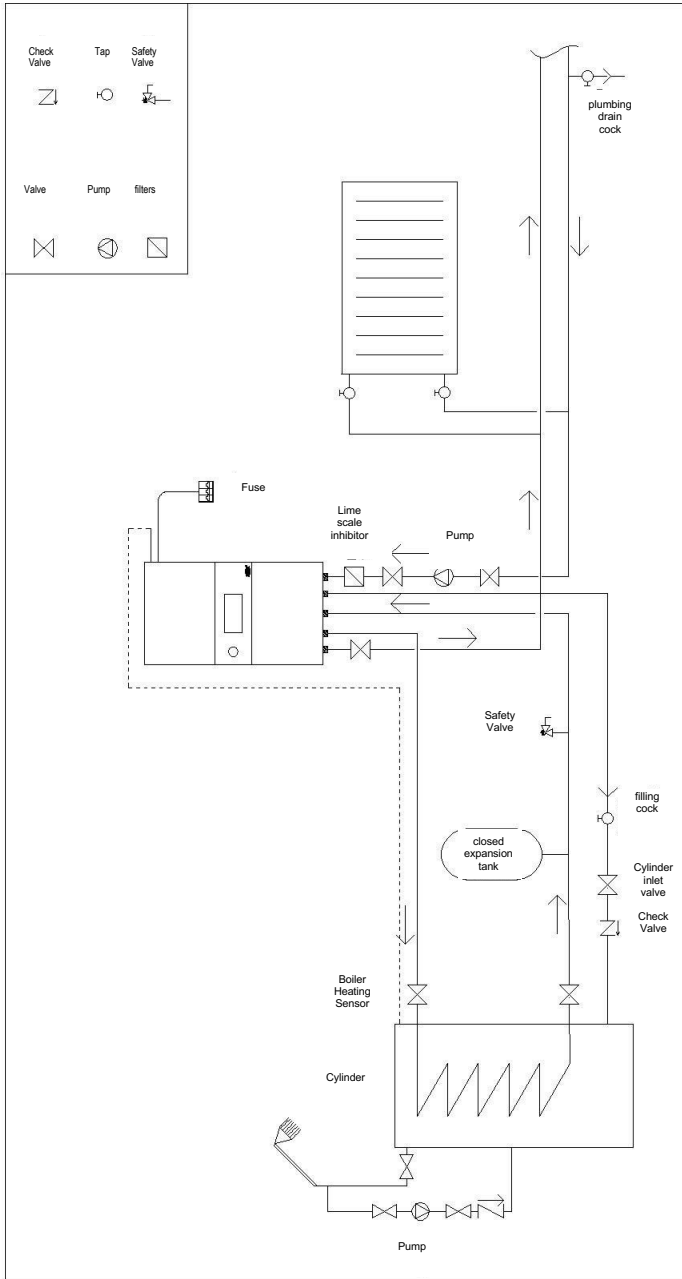 Check
Valve
Tap
Safety
Valve
Valve
Pump
filters
plumbing
drain
cock
Fuse
Lime
scale
inhibitor
Pump
Safety
Valve
filling
cock
closed
expansion
tank
Cylinder
inlet
valve
Check
Valve
Boiler
Heating
Sensor
Cylinder
Pump